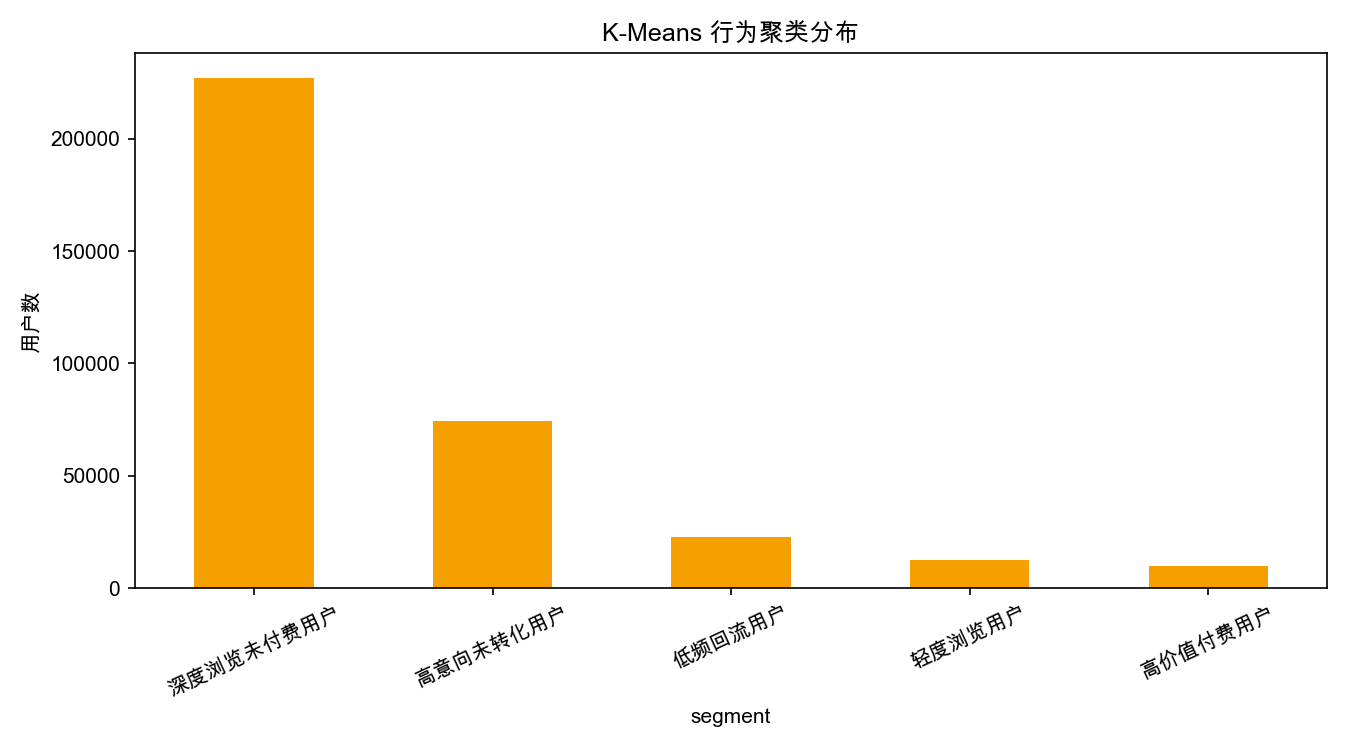 K-Means 行为聚类分布
用户数
200000
150000
100000
50000
0
深度浏览未付费用户
高意向未转化用户
低频回流用户
轻度浏览用户
高价值付费用户
segment